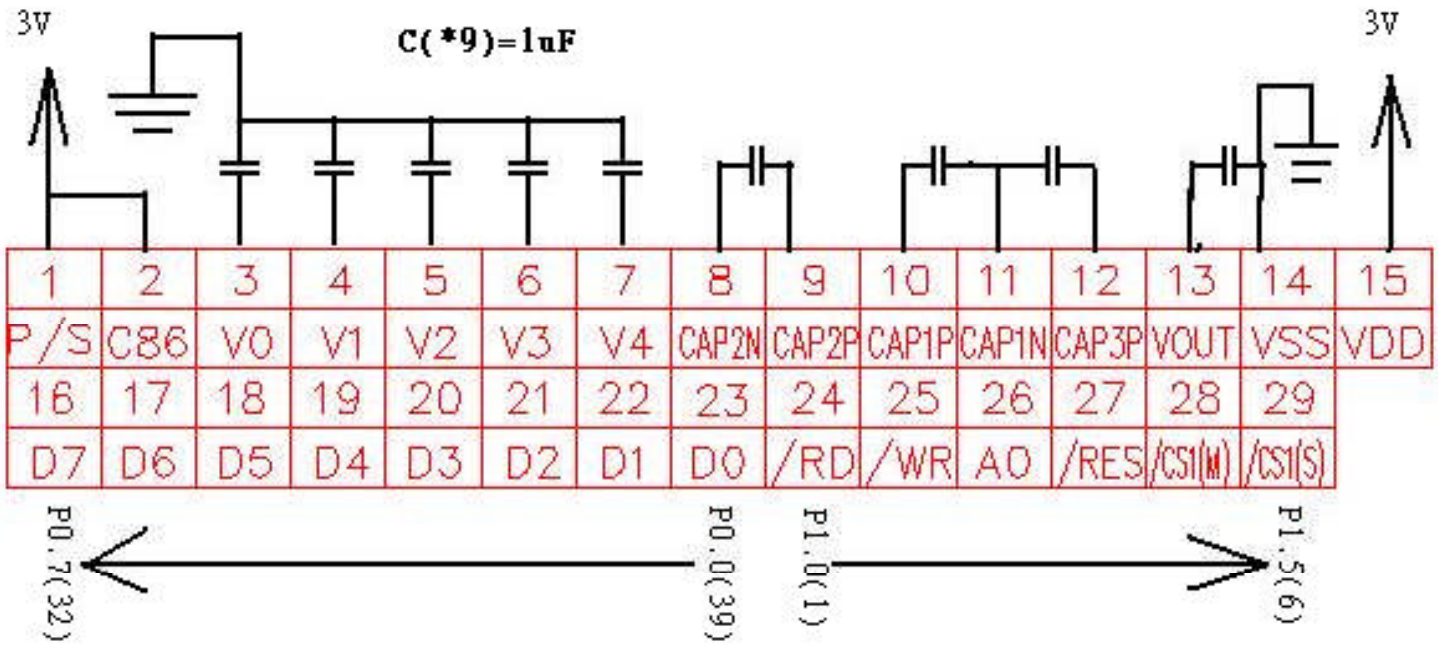 3V 3V
C(*9)=1uF
1 2 3 4 5 6 7 8 9 10 11 12 13 14 15
P/S C86 V0 V1 V2 V3 V4 CAP2N CAP2P CAP1P CAP1N CAP3P VOUT VSS VDD
16 17 18 19 20 21 22 23 24 25 26 27 28 29
D7 D6 D5 D4 D3 D2 D1 D0 /RD /WR A0 /RES /CS1(M) /CS1(S)
P0.7(32) P0.0(39) P1.0(1) P1.5(6)